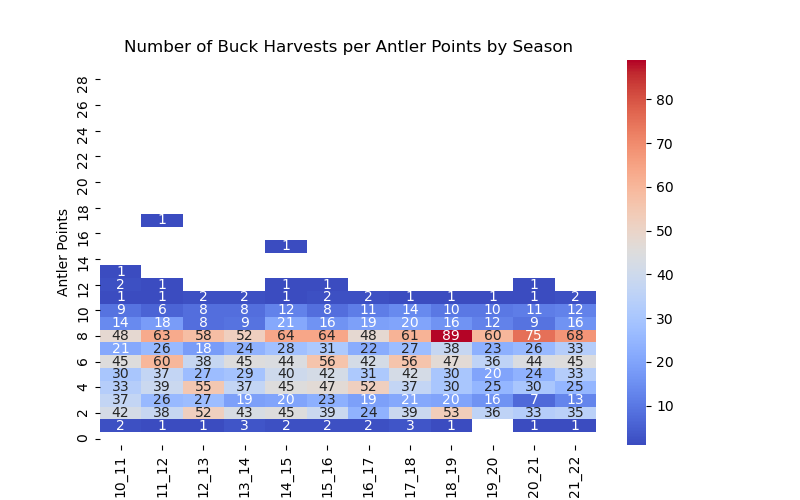 Number of Buck Harvests per Antler Points by Season
Antler Points
28
26
24
22
20
18
16
14
12
10
8
6
4
2
0
1
1
1
2 1 1 1 1
1 1 2 2 1 2 2 1 1 1 1 2
9 6 8 8 12 8 11 14 10 10 11 12
14 18 8 9 21 16 19 20 16 12 9 16
48 63 58 52 64 64 48 61 89 60 75 68
21 26 18 24 28 31 22 27 38 23 26 33
45 60 38 45 44 56 42 56 47 36 44 45
30 37 27 29 40 42 31 42 30 20 24 33
33 39 55 37 45 47 52 37 30 25 30 25
37 26 27 19 20 23 19 21 20 16 7 13
42 38 52 43 45 39 24 39 53 36 33 35
2 1 1 3 2 2 2 3 1 1 1
10_11 11_12 12_13 13_14 14_15 15_16 16_17 17_18 18_19 19_20 20_21 21_22
80
70
60
50
40
30
20
10